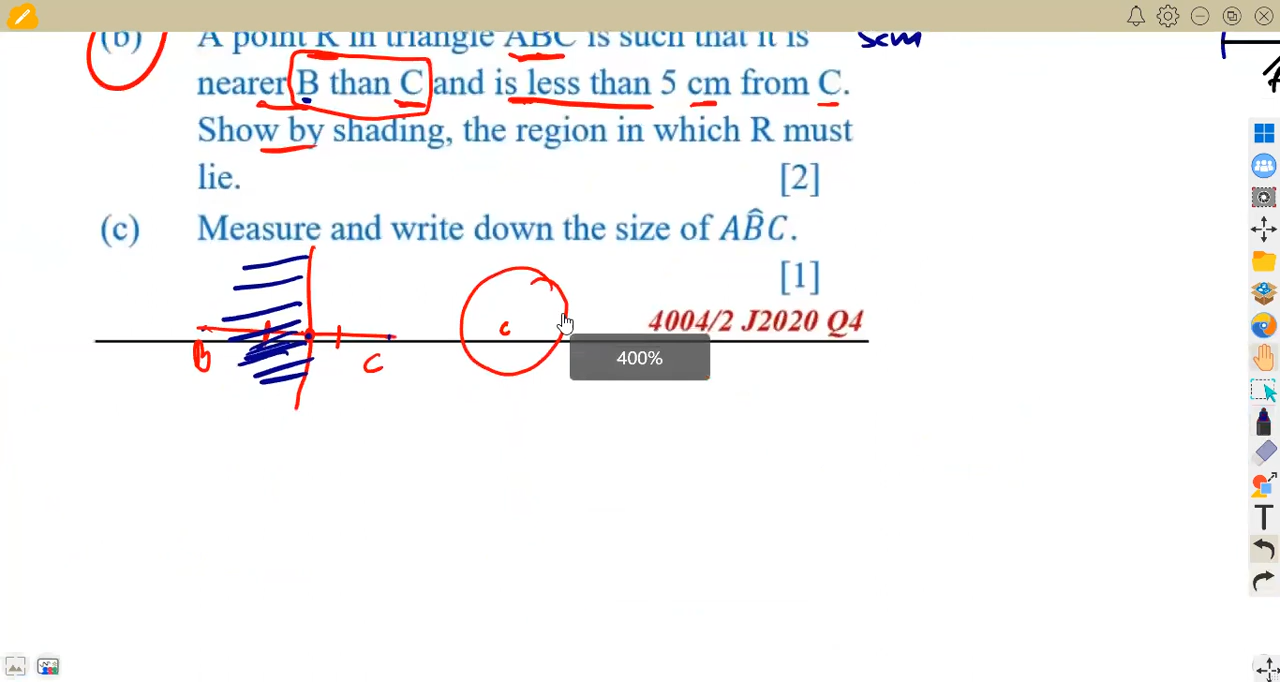 (b) A point R in triangle ABC is such that it is 5cm
nearer B than C and is less than 5 cm from C.
Show by shading, the region in which R must
lie. [2]
(c) Measure and write down the size of AB̂C.
[1]
4004/2 J2020 Q4
B C
c
400%
T